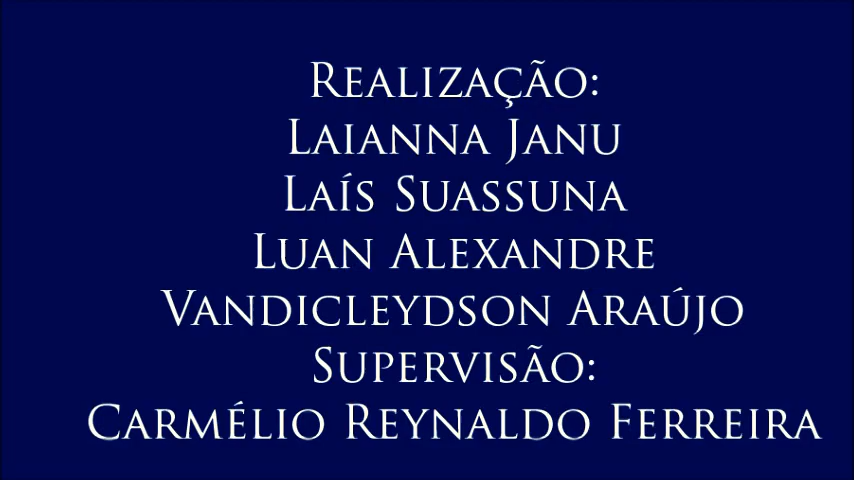 Realização:
Laianna Janu
Laís Suassuna
Luan Alexandre
Vandicleydson Araújo
Supervisão:
Carmélio Reynaldo Ferreira